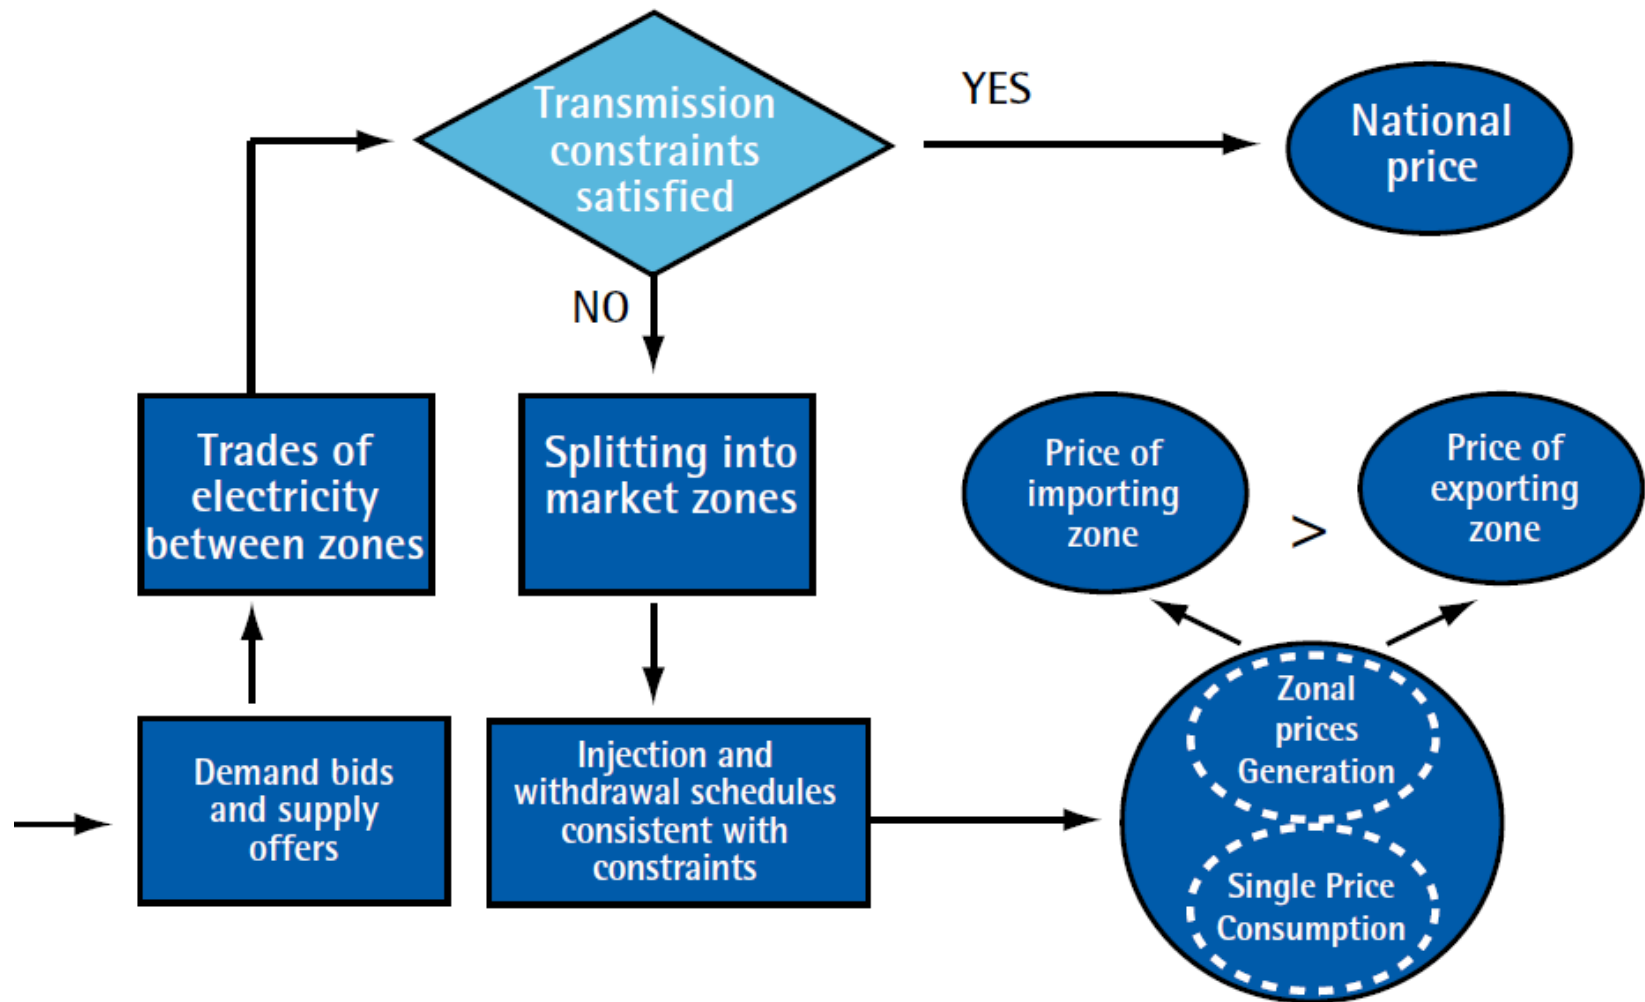 Transmission
constraints
satisfied
YES
National
price
NO
Trades of
electricity
between zones
Splitting into
market zones
Price of
importing
zone
>
Price of
exporting
zone
Demand bids
and supply
offers
Injection and
withdrawal schedules
consistent with
constraints
Zonal
prices
Generation
Single Price
Consumption